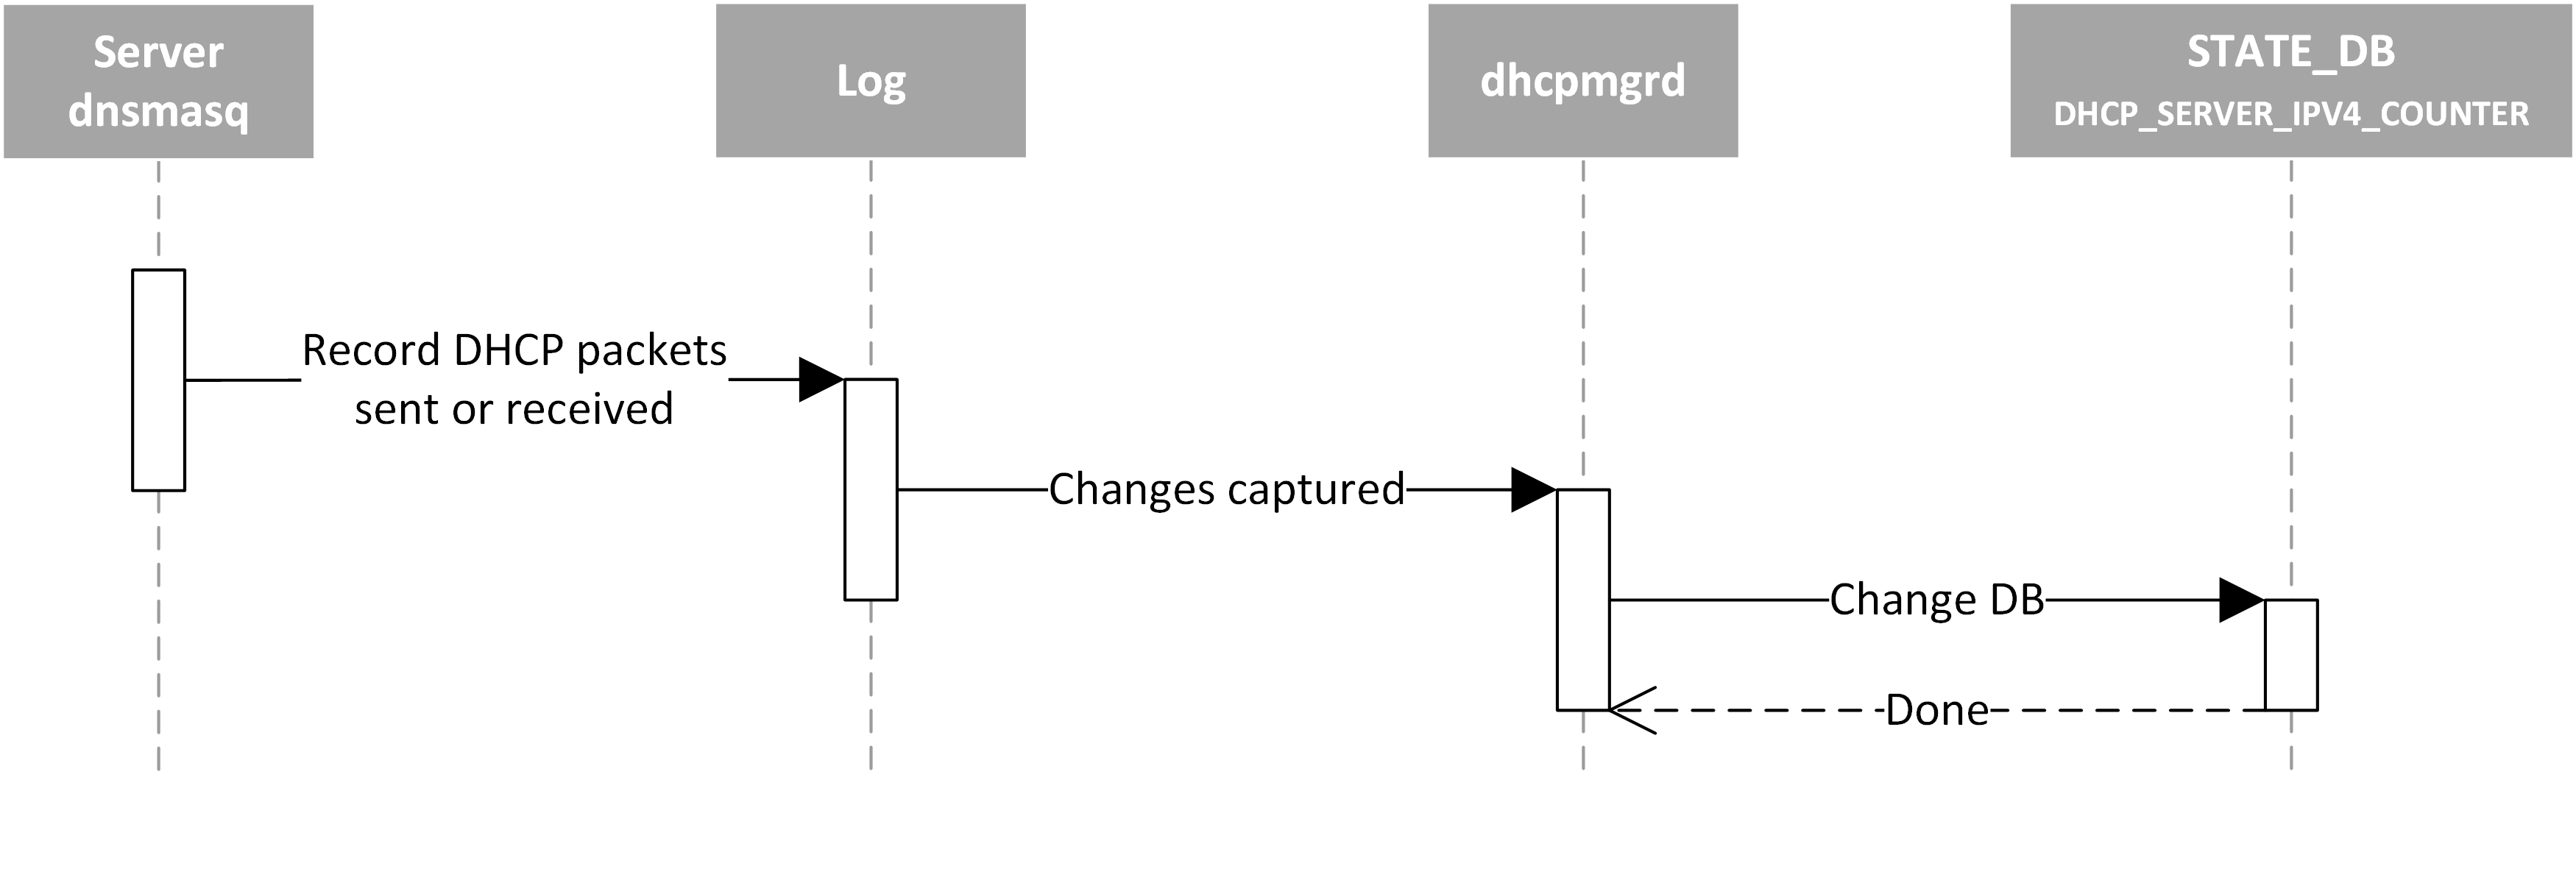 Server
dnsmasq
Log
dhcpmgrd
STATE_DB
DHCP_SERVER_IPV4_COUNTER
Record DHCP packets
sent or received
Changes captured
Change DB
Done